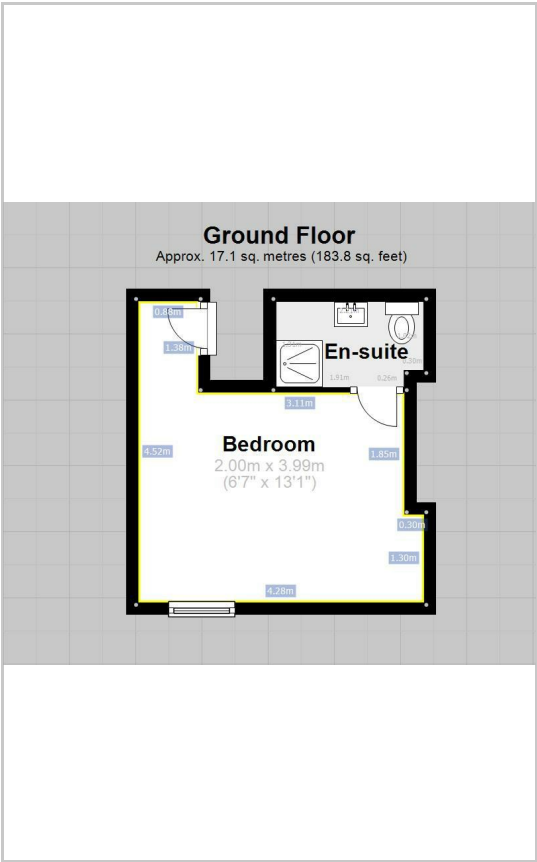 Ground Floor
Approx. 17.1 sq. metres (183.8 sq. feet)
0.88m
1.38m
En-suite
0.30m
1.91m 0.26m
3.11m
Bedroom
2.00m x 3.99m
(6'7" x 13'1")
4.52m
1.85m
0.30m
1.30m
4.28m